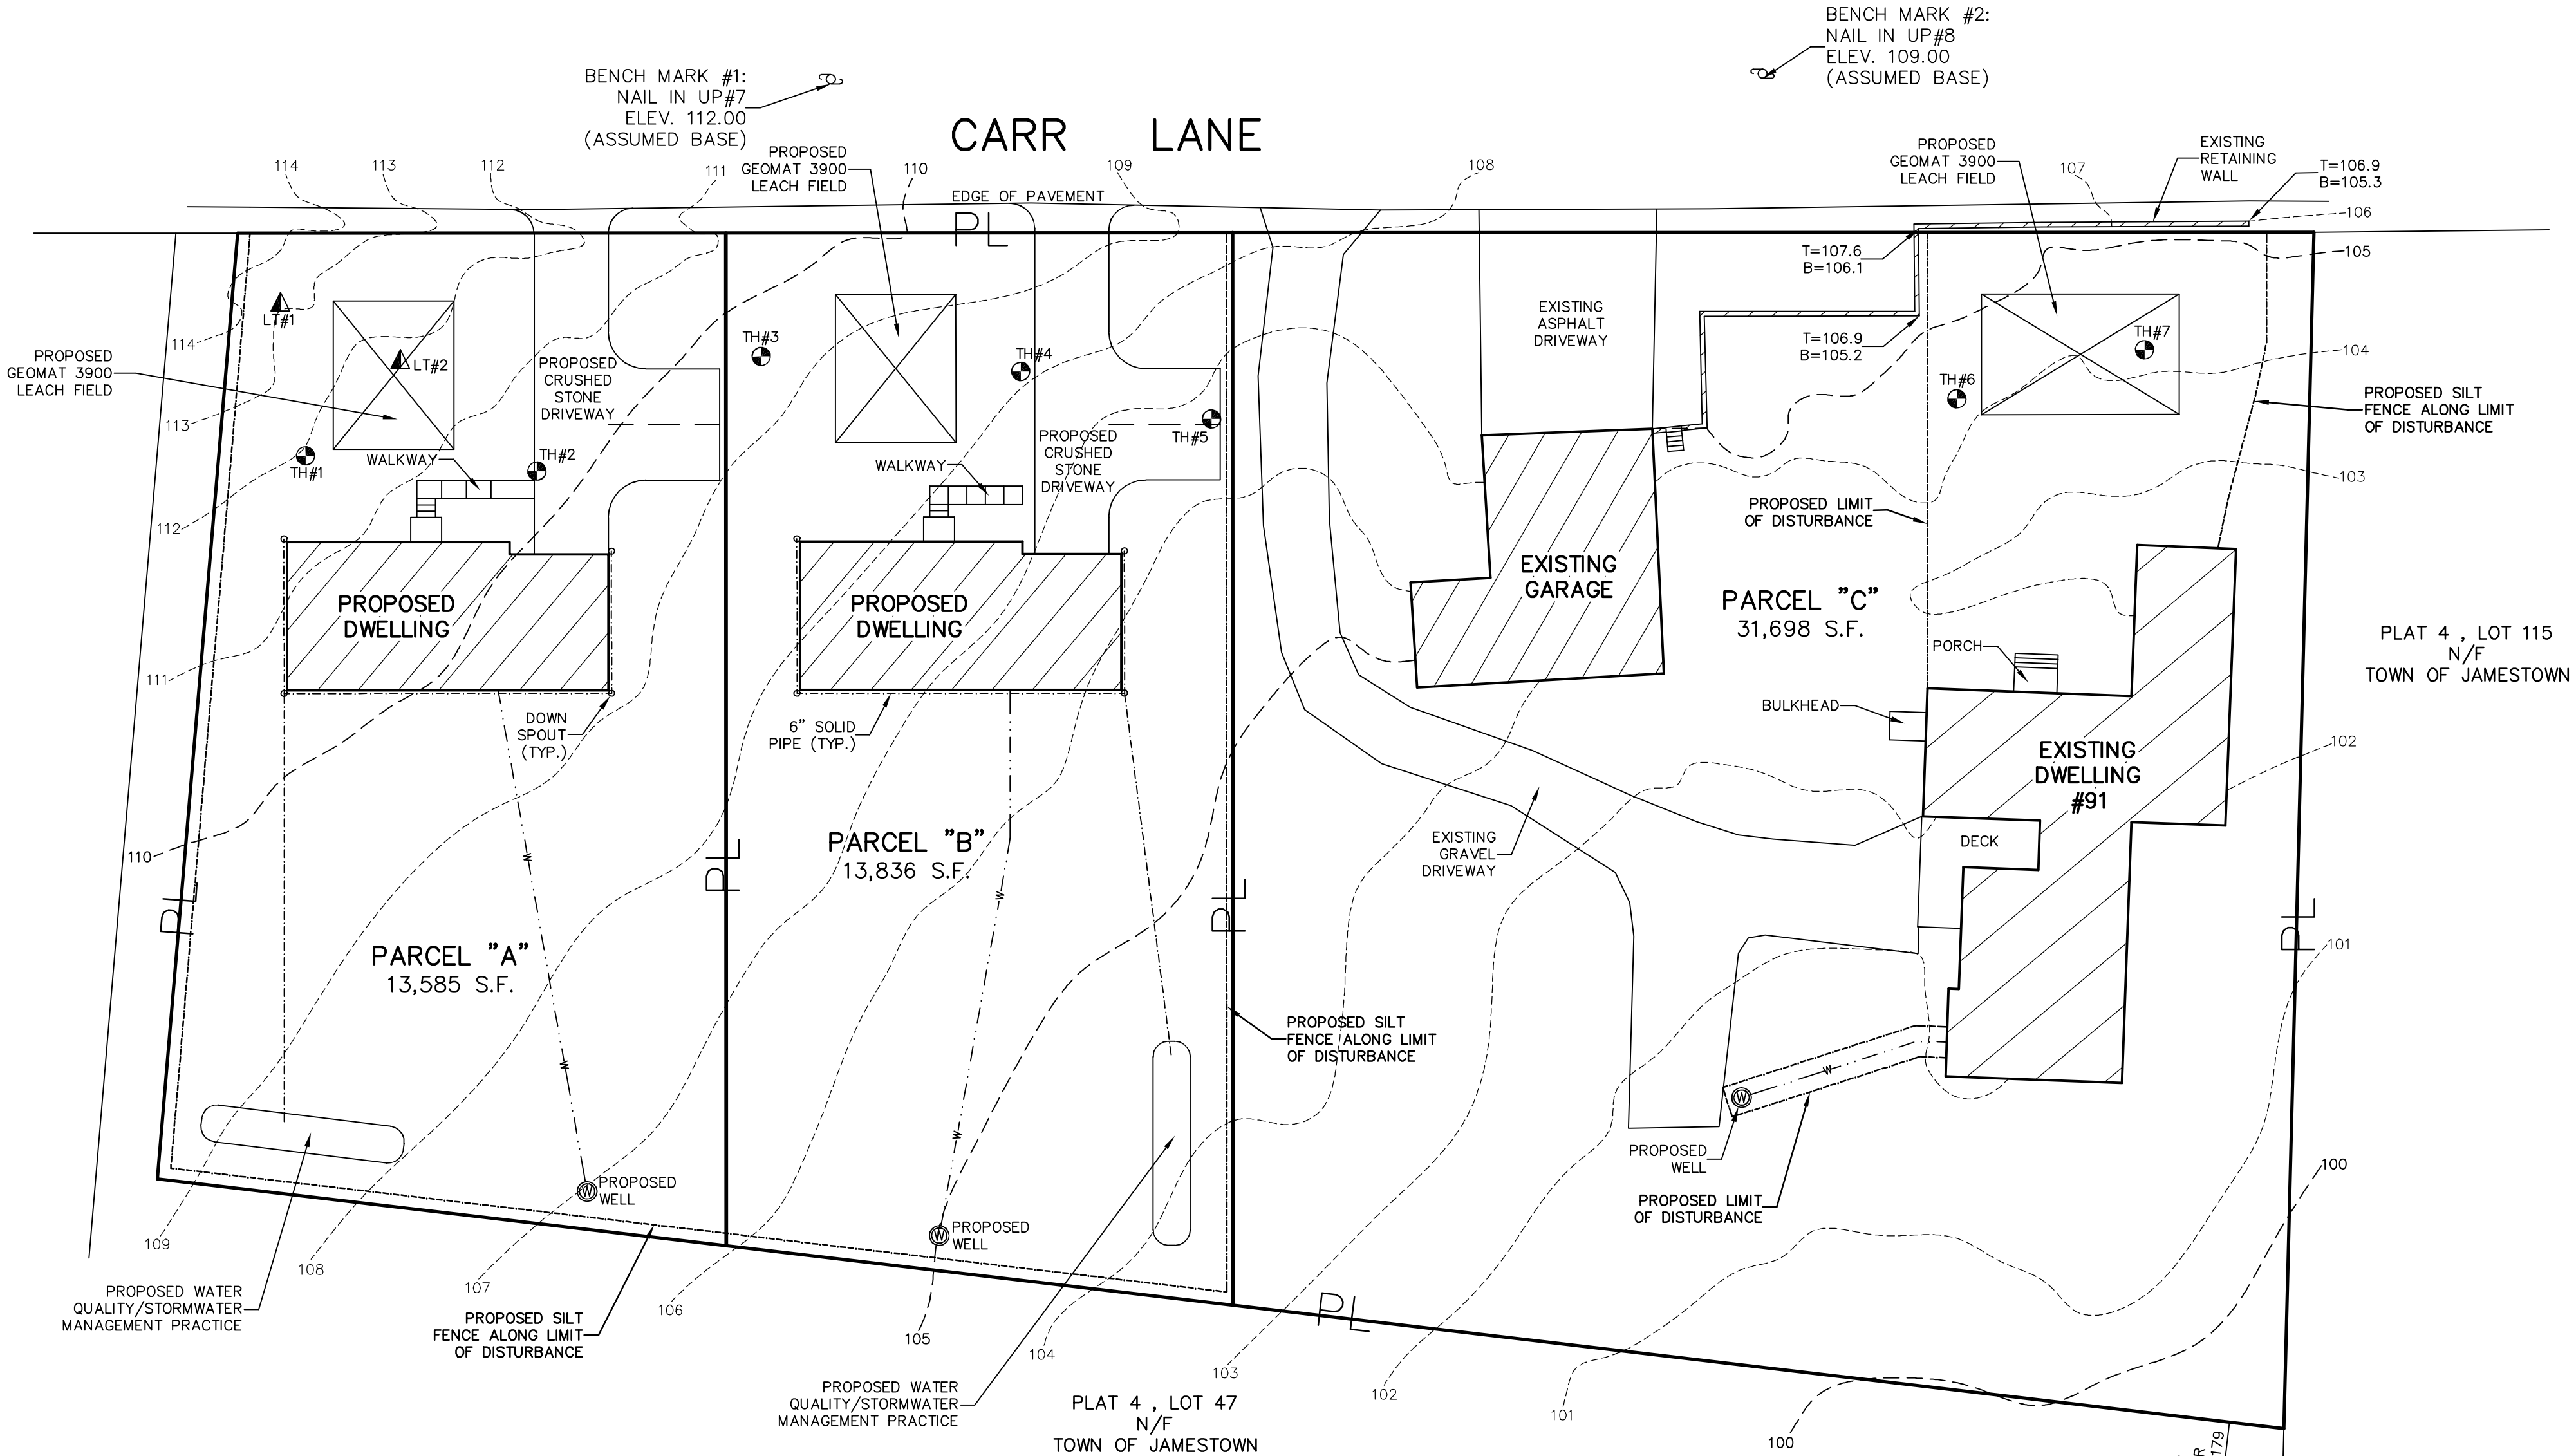 BENCH MARK #2:
NAIL IN UP#8
ELEV. 109.00
(ASSUMED BASE)
BENCH MARK #1:
NAIL IN UP#7
ELEV. 112.00
(ASSUMED BASE)
CARR LANE
PROPOSED
GEOMAT 3900
LEACH FIELD
PROPOSED
GEOMAT 3900
LEACH FIELD
EXISTING
RETAINING
WALL
T=106.9
B=105.3
114
113
112
111
110
109
108
107
106
EDGE OF PAVEMENT
PL
T=107.6
B=106.1
105
LT#1
114
PROPOSED
GEOMAT 3900
LEACH FIELD
LT#2
PROPOSED
CRUSHED
STONE
DRIVEWAY
TH#3
TH#4
EXISTING
ASPHALT
DRIVEWAY
T=106.9
B=105.2
TH#7
104
TH#6
PROPOSED SILT
FENCE ALONG LIMIT
OF DISTURBANCE
113
TH#1
WALKWAY
TH#2
WALKWAY
PROPOSED
CRUSHED
STONE
DRIVEWAY
TH#5
103
112
PROPOSED LIMIT
OF DISTURBANCE
PROPOSED
DWELLING
PROPOSED
DWELLING
EXISTING
GARAGE
PARCEL "C"
31,698 S.F.
PLAT 4 , LOT 115
N/F
TOWN OF JAMESTOWN
PORCH
111
BULKHEAD
DOWN
SPOUT
(TYP.)
6" SOLID
PIPE (TYP.)
EXISTING
DWELLING
#91
102
110
PARCEL "B"
13,836 S.F.
EXISTING
GRAVEL
DRIVEWAY
DECK
W
PL
PL
W
PL
PL
PARCEL "A"
13,585 S.F.
101
PROPOSED SILT
FENCE ALONG LIMIT
OF DISTURBANCE
W
W
W
W
PROPOSED
WELL
100
W
PROPOSED
WELL
PROPOSED LIMIT
OF DISTURBANCE
W
PROPOSED
WELL
109
108
107
106
105
104
103
102
101
100
PROPOSED WATER
QUALITY/STORMWATER
MANAGEMENT PRACTICE
PROPOSED SILT
FENCE ALONG LIMIT
OF DISTURBANCE
PL
PROPOSED WATER
QUALITY/STORMWATER
MANAGEMENT PRACTICE
PLAT 4 , LOT 47
N/F
TOWN OF JAMESTOWN
R
179